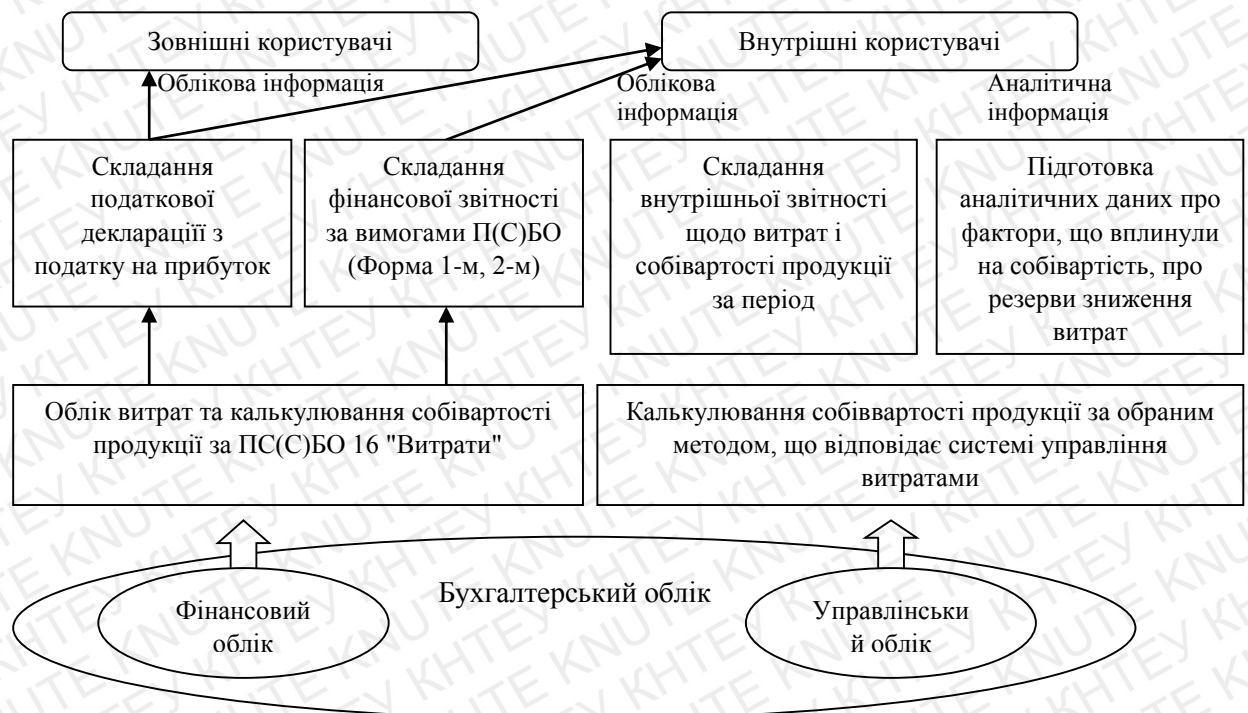 Зовнішні користувачі
Внутрішні користувачі
Облікова інформація
Облікова
інформація
Аналітична
інформація
Складання
податкової
деклараціїї з
податку на прибуток
Складання
фінансової звітності
за вимогами П(С)БО
(Форма 1-м, 2-м)
Складання
внутрішньої звітності
щодо витрат і
собівартості продукції
за період
Підготовка
аналітичних даних про
фактори, що вплинули
на собівартість, про
резерви зниження
витрат
Облік витрат та калькулювання собівартості
продукції за ПС(С)БО 16 "Витрати"
Калькулювання собівввартості продукції за обраним
методом, що відповідає системі управління
витратами
Бухгалтерський облік
Фінансовий
облік
Управлінськи
й облік